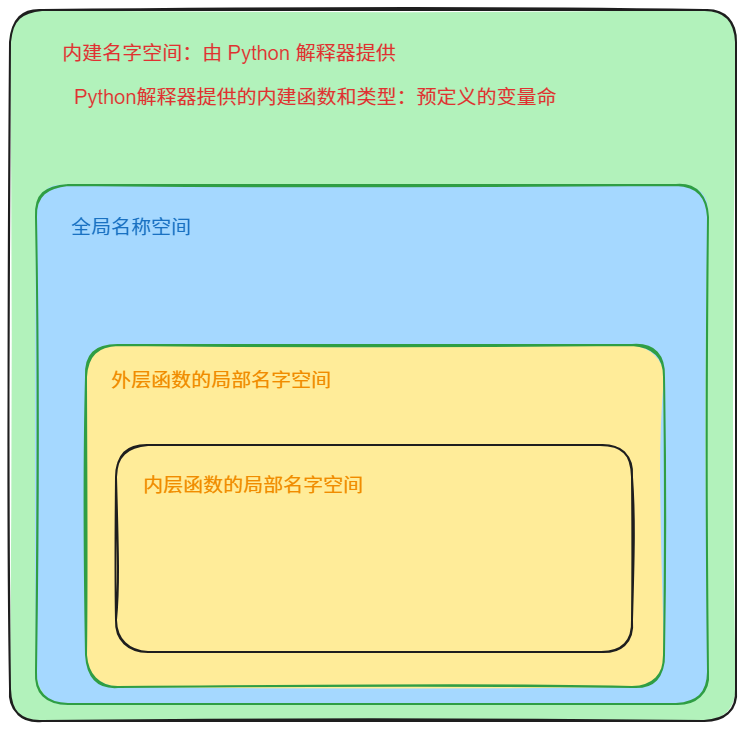 内建名字空间：由 Python 解释器提供
Python解释器提供的内建函数和类型：预定义的变量命
全局名称空间
外层函数的局部名字空间
内层函数的局部名字空间